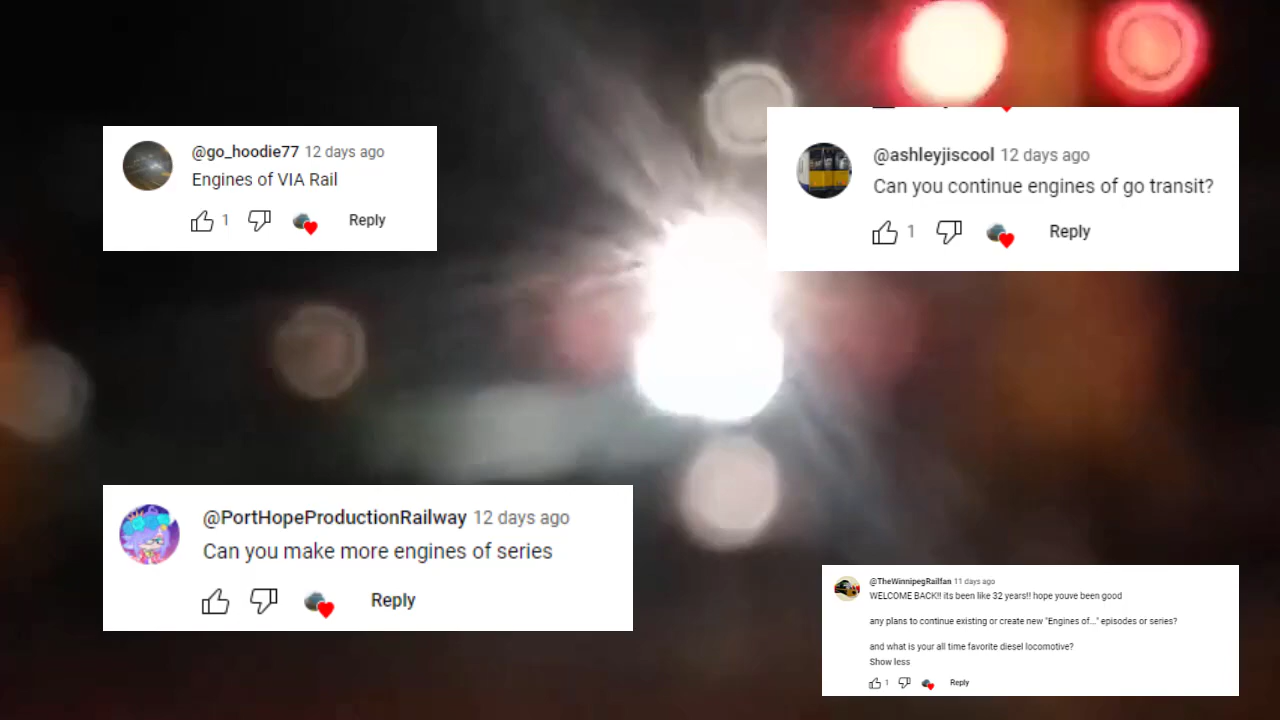 @go_hoodie77 12 days ago
Engines of VIA Rail
1 Reply
@ashleyjiscool 12 days ago
Can you continue engines of go transit?
1 Reply
@PortHopeProductionRailway 12 days ago
Can you make more engines of series
Reply
@TheWinnipegRailfan 11 days ago
WELCOME BACK!! its been like 32 years!! hope youve been good
any plans to continue existing or create new "Engines of..." episodes or series?
and what is your all time favorite diesel locomotive?
Show less
1 Reply